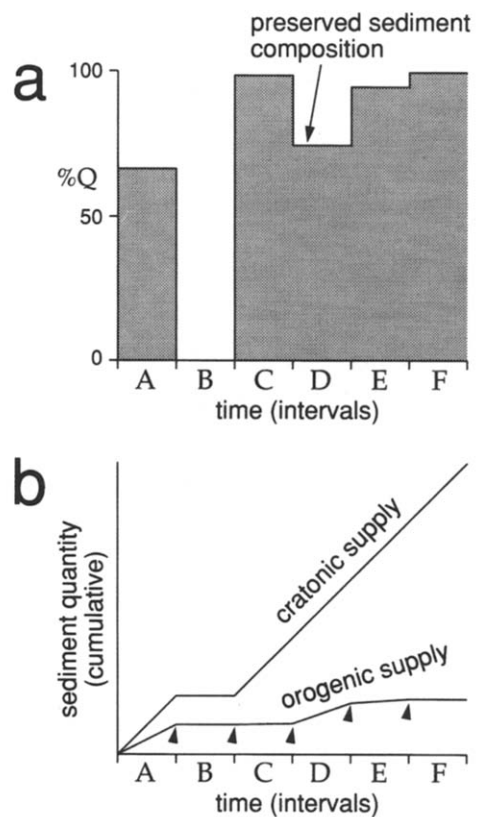 preserved sediment
composition
a
100
%Q
50
0
A B C D E F
time (intervals)
b
sediment quantity
(cumulative)
cratonic supply
orogenic supply
A B C D E F
time (intervals)